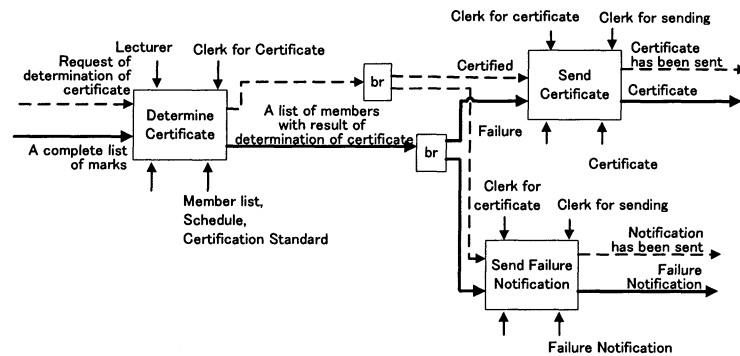 Lecturer
Clerk for Certificate
Request of
determination of
certificate
Determine
Certificate
A complete list
of marks
Member list,
Schedule,
Certification Standard
br
A list of members
with result of
determination of certificate
br
Certified
Failure
Clerk for certificate
Clerk for sending
Send
Certificate
Certificate
has been sent
Certificate
Certificate
Clerk for
certificate
Clerk for sending
Send Failure
Notification
Notification
has been sent
Failure
Notification
Failure Notification